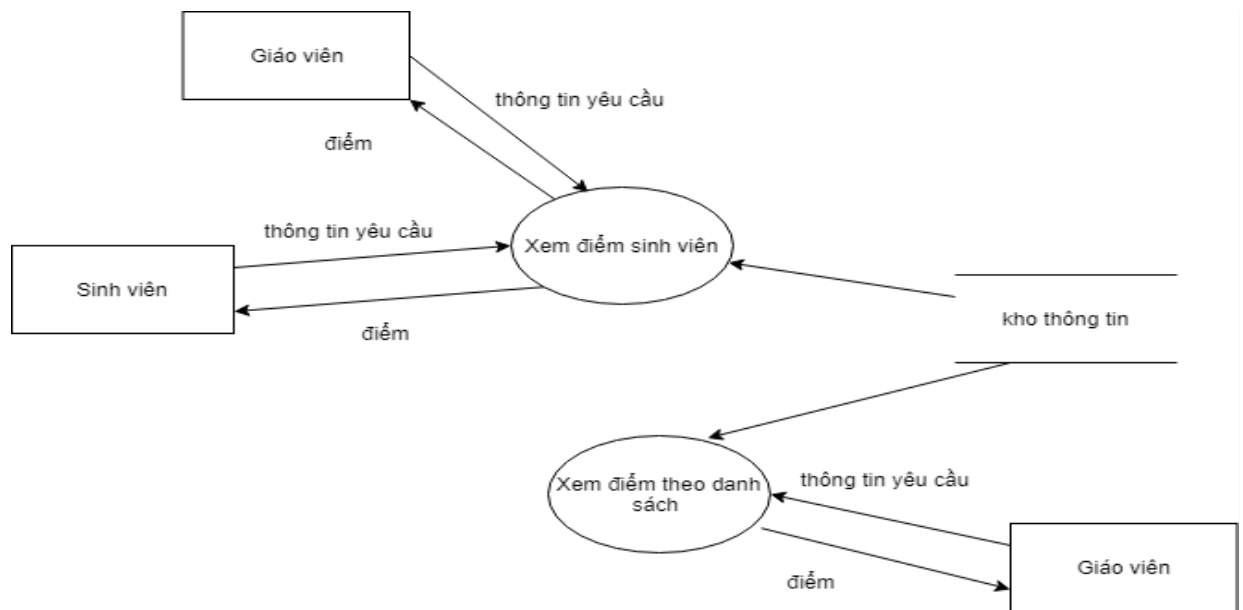 Giáo viên
thông tin yêu cầu
điểm
thông tin yêu cầu
Xem điểm sinh viên
Sinh viên
điểm
kho thông tin
Xem điểm theo danh
sách
thông tin yêu cầu
điểm
Giáo viên